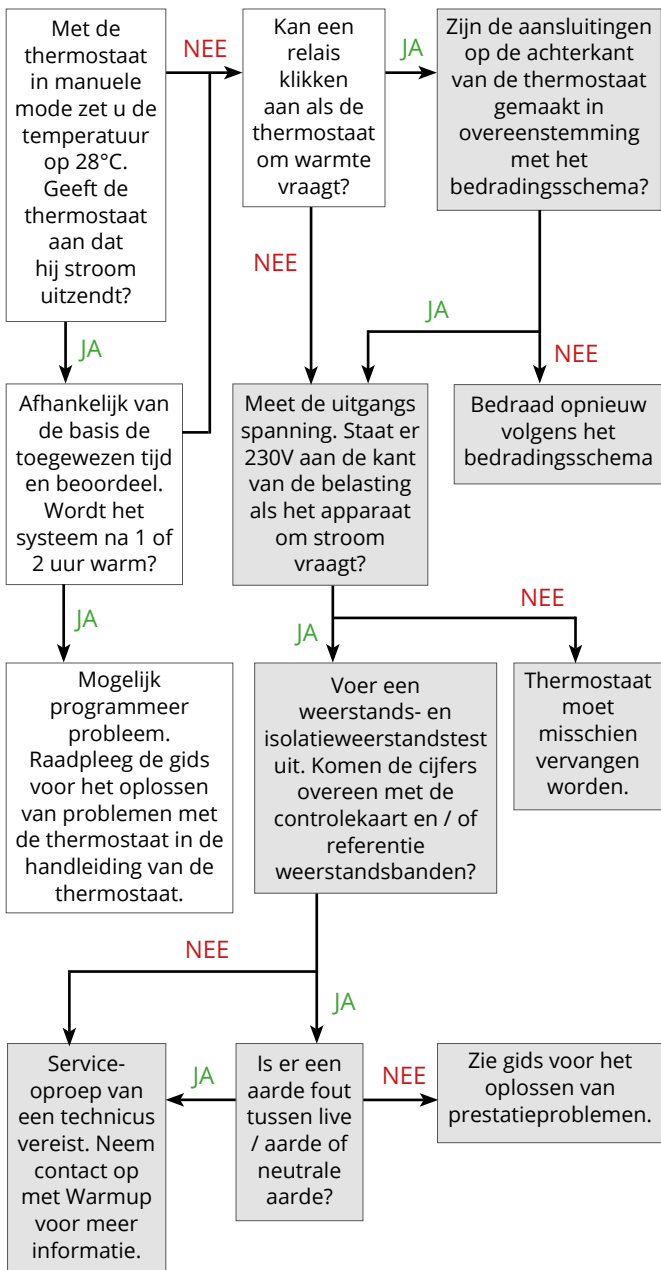 Met de
thermostaat
in manuele
mode zet u de
temperatuur
op 28°C.
Geeft de
thermostaat
aan dat
hij stroom
uitzendt?
NEE
Kan een
relais
klikken
aan als de
thermostaat
om warmte
vraagt?
JA
Zijn de aansluitingen
op de achterkant
van de thermostaat
gemaakt in
overeenstemming
met het
bedradingsschema?
NEE
JA
JA
NEE
Afhankelijk van
de basis de
toegewezen tijd
en beoordeel.
Wordt het
systeem na 1 of
2 uur warm?
Meet de uitgangs
spanning. Staat er
230V aan de kant
van de belasting
als het apparaat
om stroom
vraagt?
Bedraad opnieuw
volgens het
bedradingsschema
JA
JA
NEE
Mogelijk
programmeer
probleem.
Raadpleeg de gids
voor het oplossen
van problemen met
de thermostaat in de
handleiding van de
thermostaat.
Voer een
weerstands- en
isolatieweerstandstest
uit. Komen de cijfers
overeen met de
controlekaart en / of
referentie
weerstandsbanden?
Thermostaat
moet
misschien
vervangen
worden.
NEE
JA
Service-
oproep van
een technicus
vereist. Neem
contact op
met Warmup
voor meer
informatie.
JA
Is er een
aarde fout
tussen live
/ aarde of
neutrale
aarde?
NEE
Zie gids voor het
oplossen van
prestatieproblemen.